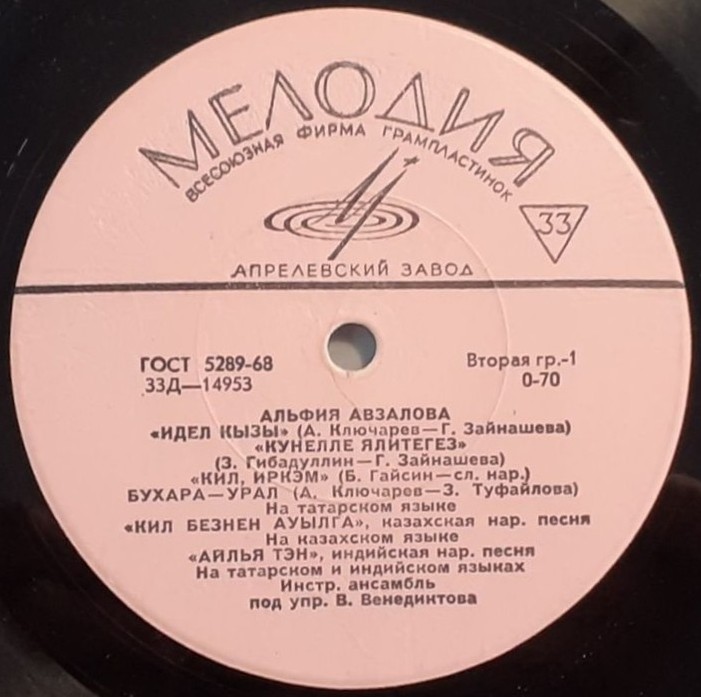 МЕЛОДИЯ
ВСЕСОЮЗНАЯ ФИРМА ГРАМПЛАСТИНОК
33
АПРЕЛЕВСКИЙ ЗАВОД
ГОСТ 5289-68
Вторая гр.-1
33Д—14953
0-70
АЛЬФИЯ АВЗАЛОВА
«ИДЕЛ КЫЗЫ» (А. Ключарев—Г. Зайнашева)
«КУНЕЛЛЕ ЯЛИТЕГЕЗ»
(З. Гибадуллин—Г. Зайнашева)
«КИЛ, ИРКЭМ» (Б. Гайсин—сл. нар.)
БУХАРА—УРАЛ (А. Ключарев—З. Туфайлова)
На татарском языке
«КИЛ БЕЗНЕН АУЫЛГА», казахская нар. песня
На казахском языке
«АЙЛЬЯ ТЭН», индийская нар. песня
На татарском и индийском языках
Инстр. ансамбль
под упр. В. Венедиктова